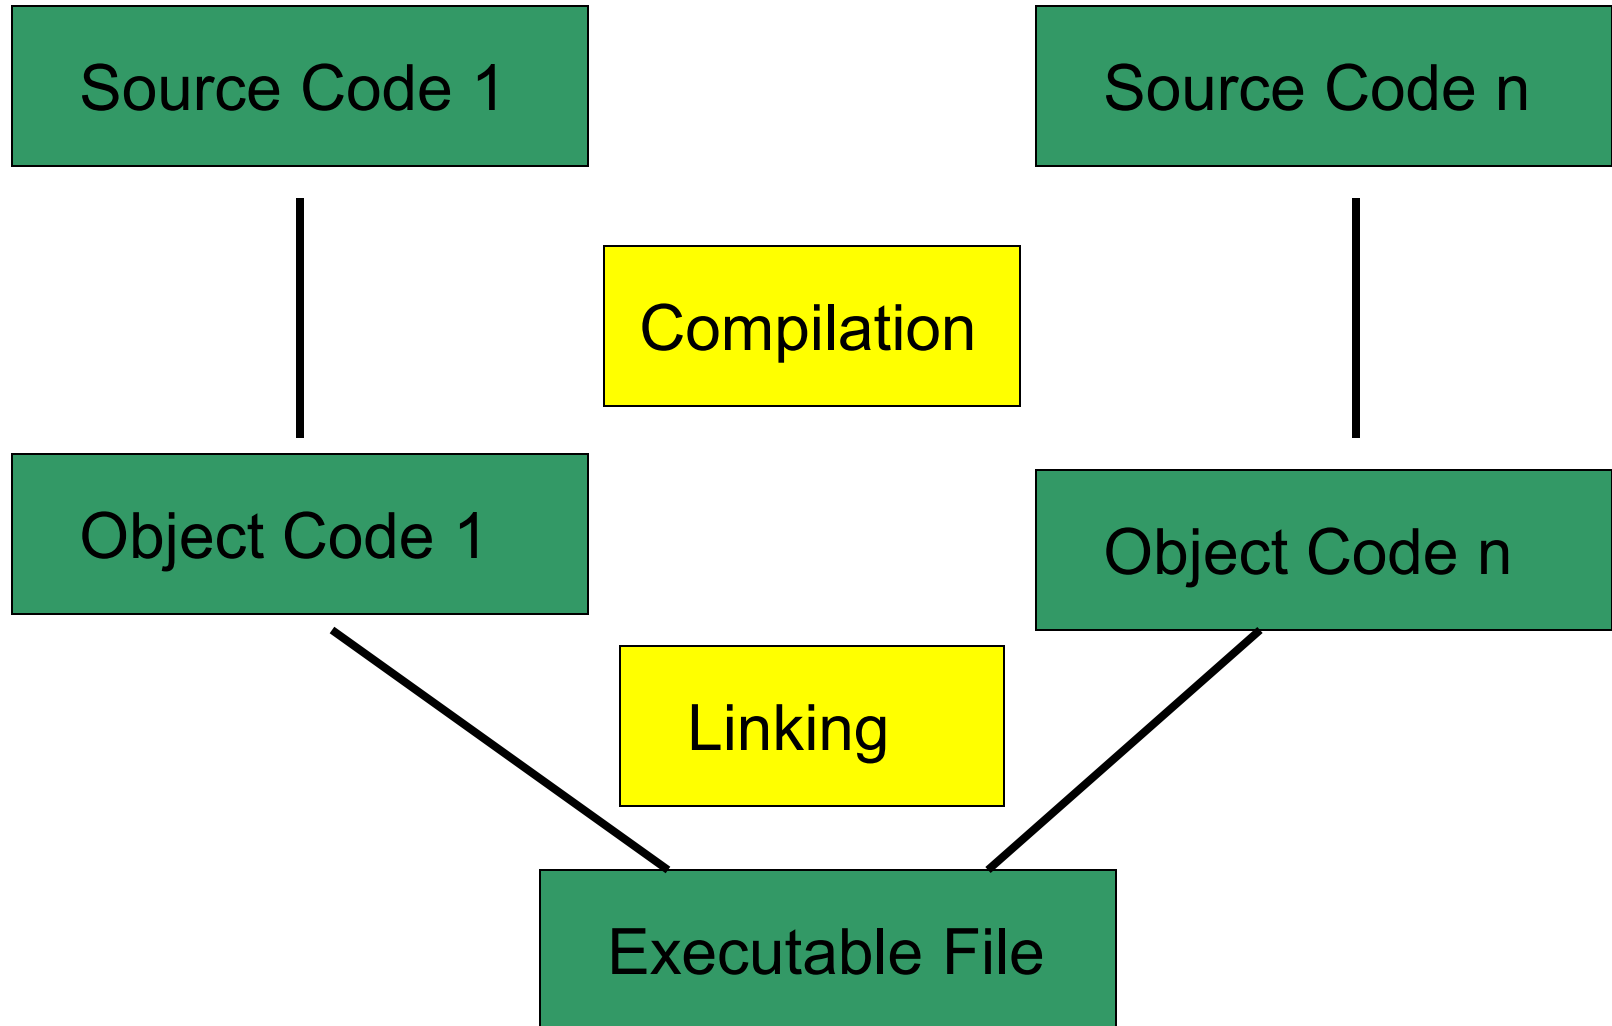 Source Code 1
Source Code n
Compilation
Object Code 1
Object Code n
Linking
Executable File